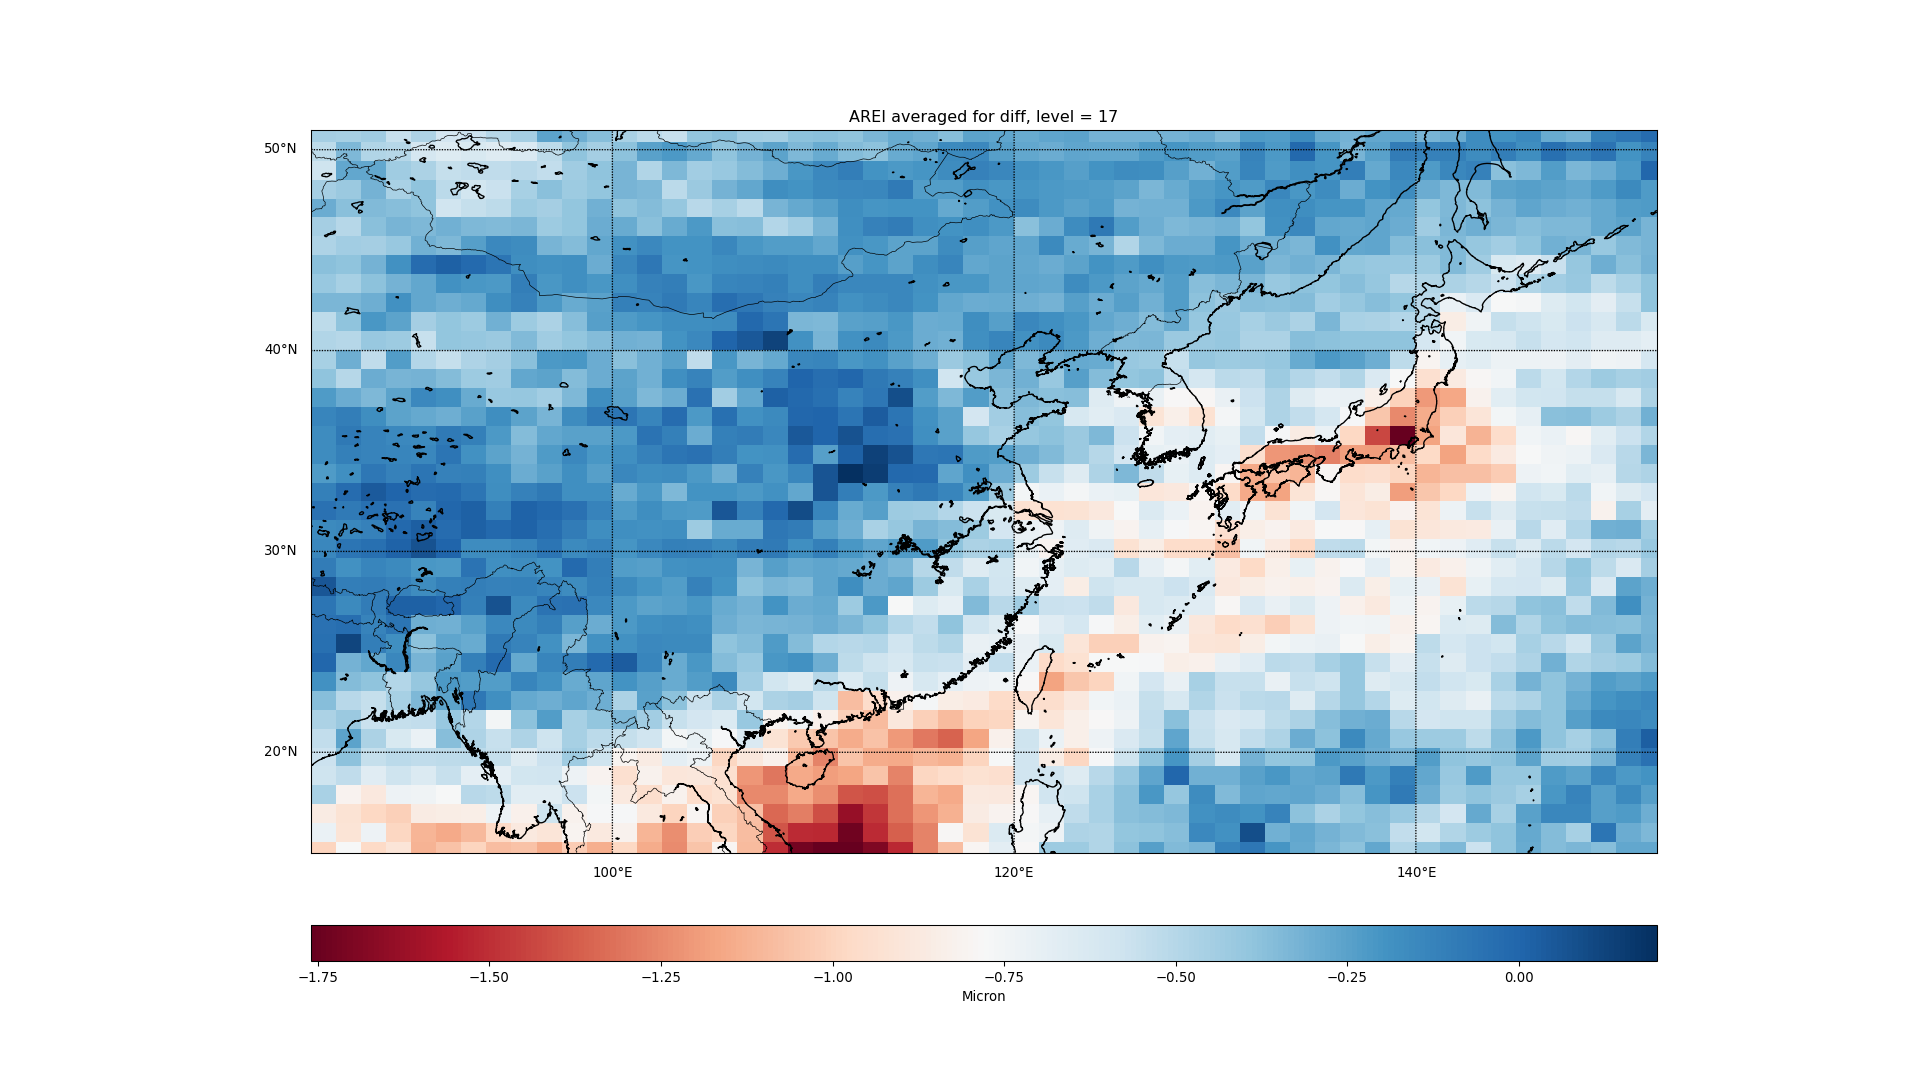 AREI averaged for diff, level = 17
50°N
40°N
30°N
20°N
100°E 120°E 140°E
−1.75 −1.50 −1.25 −1.00 −0.75 −0.50 −0.25 0.00
Micron